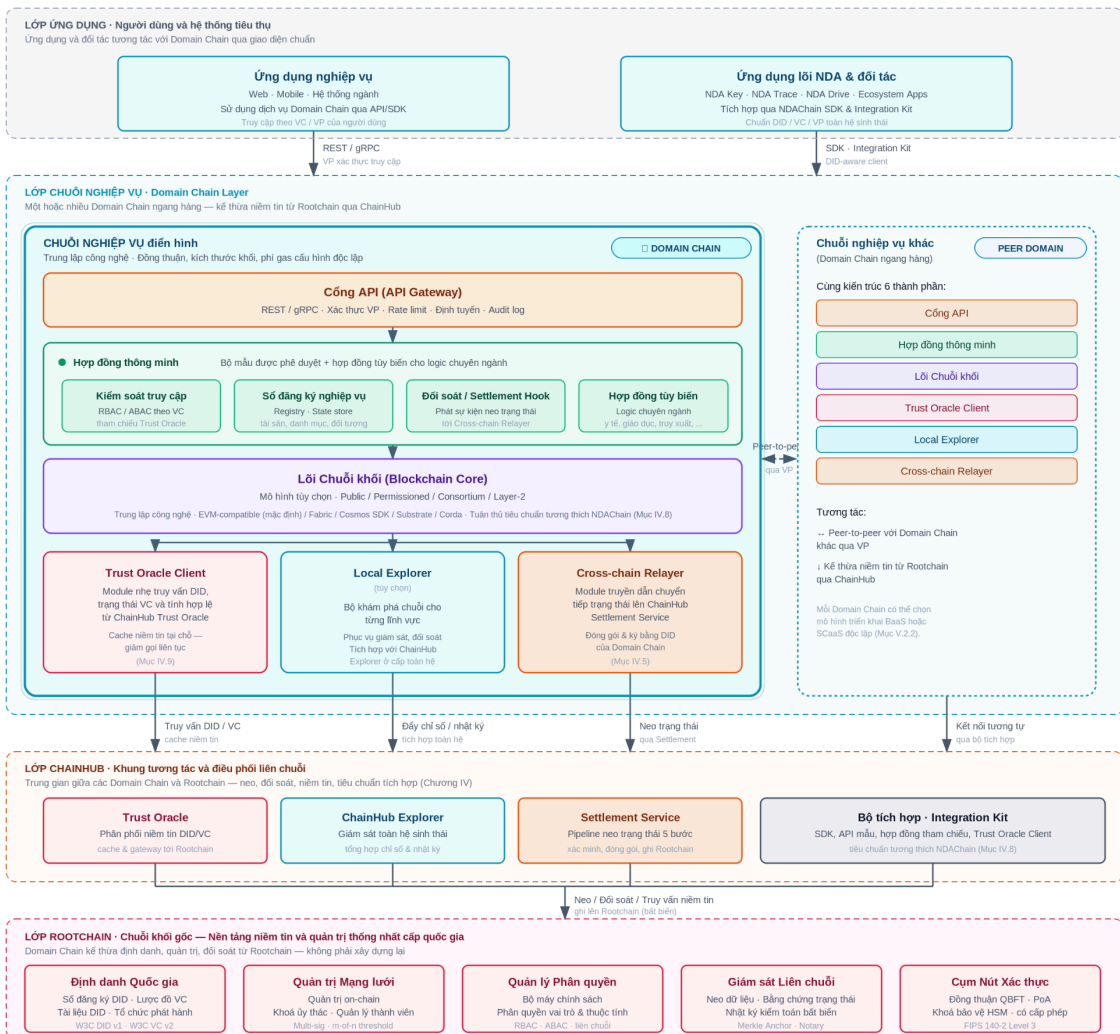 LỚP ỨNG DỤNG · Người dùng và hệ thống tiêu thụ
Ứng dụng và đối tác tương tác với Domain Chain qua giao diện chuẩn
Ứng dụng nghiệp vụ
Web · Mobile · Hệ thống ngành
Sử dụng dịch vụ Domain Chain qua API/SDK
Truy cập theo VC / VP của người dùng
Ứng dụng lõi NDA & đối tác
NDA Key · NDA Trace · NDA Drive · Ecosystem Apps
Tích hợp qua NDAChain SDK & Integration Kit
Chuẩn DID / VC / VP toàn hệ sinh thái
REST / gRPC
VP xác thực truy cập
SDK · Integration Kit
DID-aware client
LỚP CHUỖI NGHIỆP VỤ · Domain Chain Layer
Một hoặc nhiều Domain Chain ngang hàng — kế thừa niềm tin từ Rootchain qua ChainHub
CHUỖI NGHIỆP VỤ điển hình
Trung lập công nghệ · Đồng thuận, kích thước khối, phí gas cấu hình độc lập
DOMAIN CHAIN
Cổng API (API Gateway)
REST / gRPC · Xác thực VP · Rate limit · Định tuyến · Audit log
Hợp đồng thông minh
Bộ mẫu được phê duyệt + hợp đồng tùy biến cho logic chuyên ngành
Kiểm soát truy cập
RBAC / ABAC theo VC
tham chiếu Trust Oracle
Sổ đăng ký nghiệp vụ
Registry · State store
tài sản, danh mục, đối tượng
Đối soát / Settlement Hook
Phát sự kiện neo trạng thái
tới Cross-chain Relayer
Hợp đồng tùy biến
Logic chuyên ngành
y tế, giáo dục, truy xuất, ...
Lõi Chuỗi khối (Blockchain Core)
Mô hình tùy chọn · Public / Permissioned / Consortium / Layer-2
Trung lập công nghệ · EVM-compatible (mặc định) / Fabric / Cosmos SDK / Substrate / Corda · Tuân thủ tiêu chuẩn tương thích NDAChain (Mục IV.8)
Trust Oracle Client
Module nhẹ truy vấn DID,
trạng thái VC và tính hợp lệ
từ ChainHub Trust Oracle
Cache niềm tin tại chỗ —
giảm gọi liên tục
(Mục IV.9)
Local Explorer
(tùy chọn)
Bộ khám phá chuỗi cho
từng lĩnh vực
Phục vụ giám sát, đối soát
Tích hợp với ChainHub
Explorer ở cấp toàn hệ
Cross-chain Relayer
Module truyền dẫn chuyển
tiếp trạng thái lên ChainHub
Settlement Service
Đóng gói & ký bằng DID
của Domain Chain
(Mục IV.5)
Peer-to-pe
qua VP
Chuỗi nghiệp vụ khác
(Domain Chain ngang hàng)
PEER DOMAIN
Cùng kiến trúc 6 thành phần:
Cổng API
Hợp đồng thông minh
Lõi Chuỗi khối
Trust Oracle Client
Local Explorer
Cross-chain Relayer
Tương tác:
↔ Peer-to-peer với Domain Chain
khác qua VP
↓ Kế thừa niềm tin từ Rootchain
qua ChainHub
Mỗi Domain Chain có thể chọn
mô hình triển khai BaaS hoặc
SCaaS độc lập (Mục V.2.2).
Truy vấn DID / VC
cache niềm tin
Đẩy chỉ số / nhật ký
tích hợp toàn hệ
Neo trạng thái
qua Settlement
Kết nối tương tự
qua bộ tích hợp
LỚP CHAINHUB · Khung tương tác và điều phối liên chuỗi
Trung gian giữa các Domain Chain và Rootchain — neo, đối soát, niềm tin, tiêu chuẩn tích hợp (Chương IV)
Trust Oracle
Phân phối niềm tin DID/VC
cache & gateway tới Rootchain
ChainHub Explorer
Giám sát toàn hệ sinh thái
tổng hợp chỉ số & nhật ký
Settlement Service
Pipeline neo trạng thái 5 bước
xác minh, đóng gói, ghi Rootchain
Bộ tích hợp · Integration Kit
SDK, API mẫu, hợp đồng tham chiếu, Trust Oracle Client
tiêu chuẩn tương thích NDAChain (Mục IV.8)
Neo / Đối soát / Truy vấn niềm tin
ghi lên Rootchain (bất biến)
LỚP ROOTCHAIN · Chuỗi khối gốc — Nền tảng niềm tin và quản trị thống nhất cấp quốc gia
Domain Chain kế thừa định danh, quản trị, đối soát từ Rootchain — không phải xây dựng lại
Định danh Quốc gia
Sổ đăng ký DID · Lược đồ VC
Tài liệu DID · Tổ chức phát hành
W3C DID v1 · W3C VC v2
Quản trị Mạng lưới
Quản trị on-chain
Khoá ủy thác · Quản lý thành viên
Multi-sig · m-of-n threshold
Quản lý Phân quyền
Bộ máy chính sách
Phân quyền vai trò & thuộc tính
RBAC · ABAC · liên chuỗi
Giám sát Liên chuỗi
Neo dữ liệu · Bằng chứng trạng thái
Nhật ký kiểm toán bất biến
Merkle Anchor · Notary
Cụm Nút Xác thực
Đồng thuận QBFT · PoA
Khoá bảo vệ HSM · có cấp phép
FIPS 140-2 Level 3